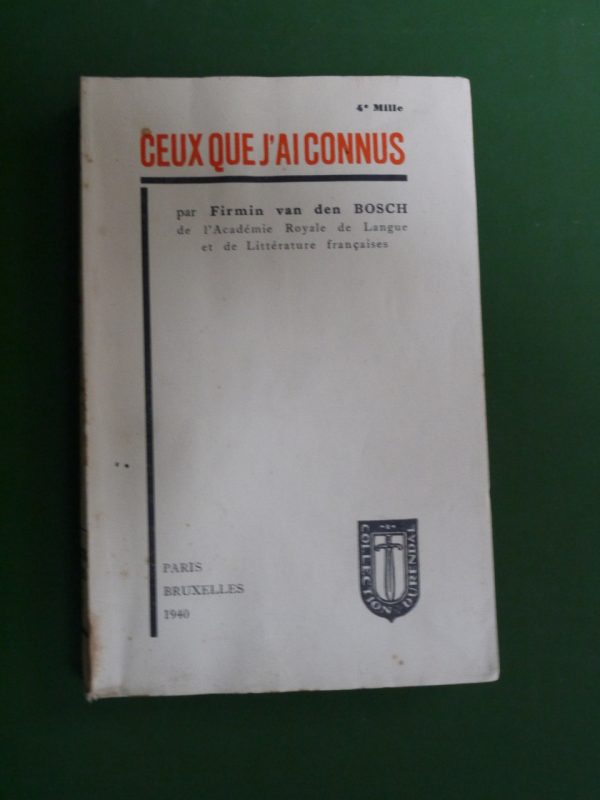 4e Mille
CEUX QUE J'AI CONNUS
par Firmin van den BOSCH
de l'Académie Royale de Langue
et de Littérature françaises
PARIS
BRUXELLES
1940
COLLECTION DURENDAL